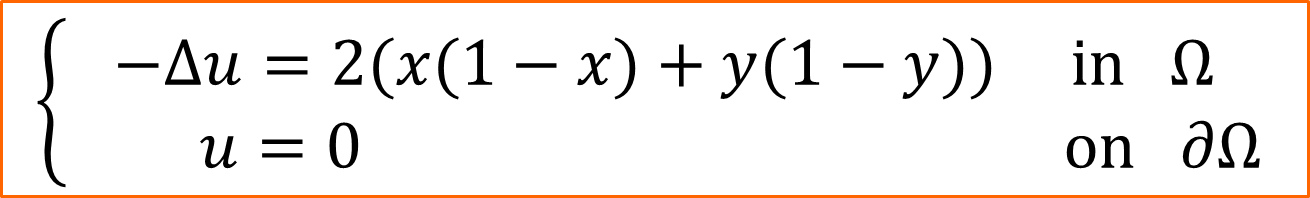 −Δu = 2(x(1 − x) + y(1 − y)) in Ω
u = 0 on ∂Ω